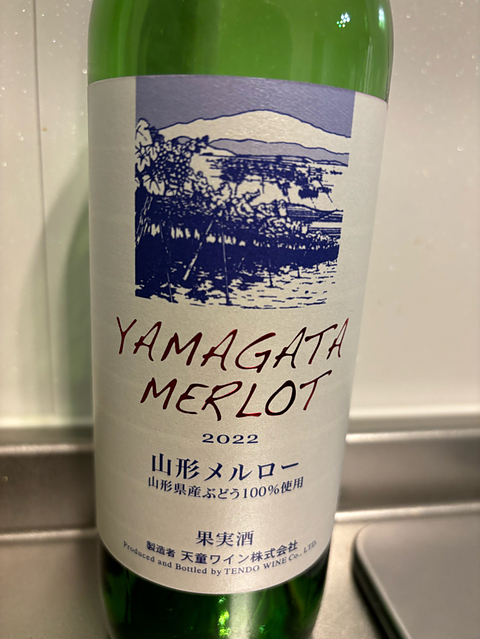 YAMAGATA
MERLOT
2022
山形メルロー
山形県産ぶどう100%使用
果実酒
製造者 天童ワイン株式会社
Produced and Bottled by TENDO WINE Co., LTD.